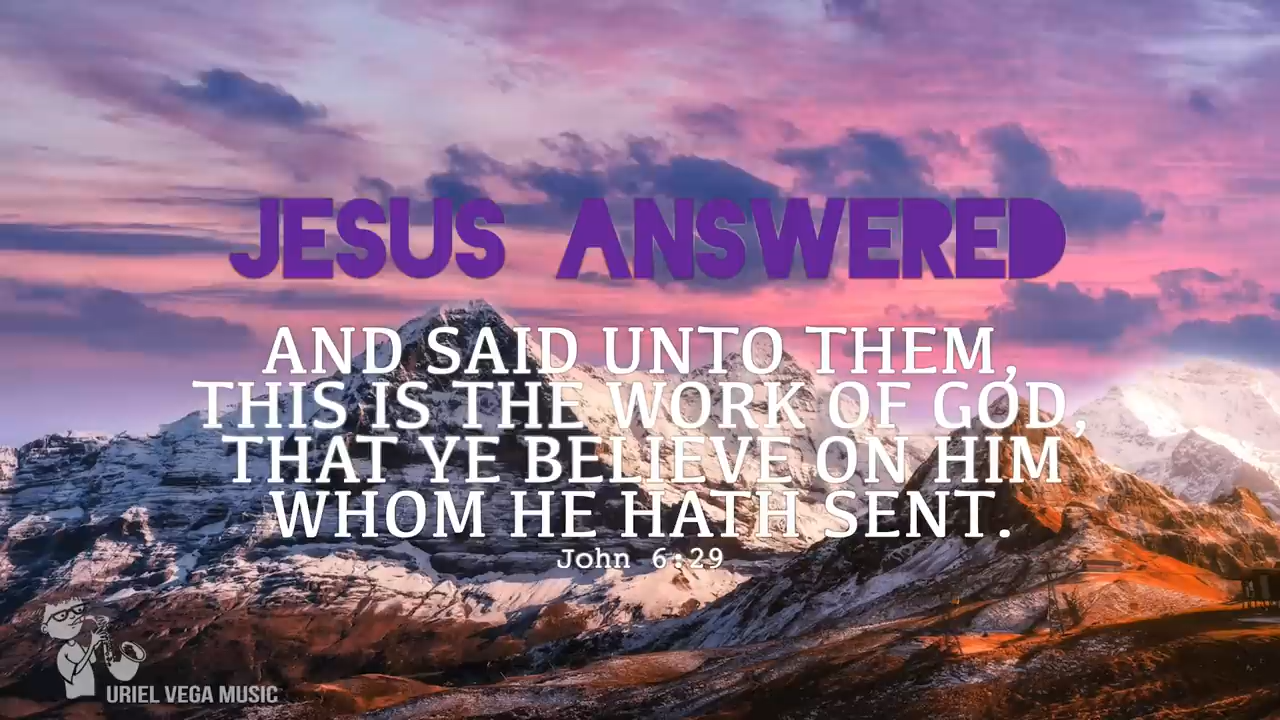 JESUS ANSWERED
AND SAID UNTO THEM,
THIS IS THE WORK OF GOD,
THAT YE BELIEVE ON HIM
WHOM HE HATH SENT.
John 6:29
URIEL VEGA MUSIC